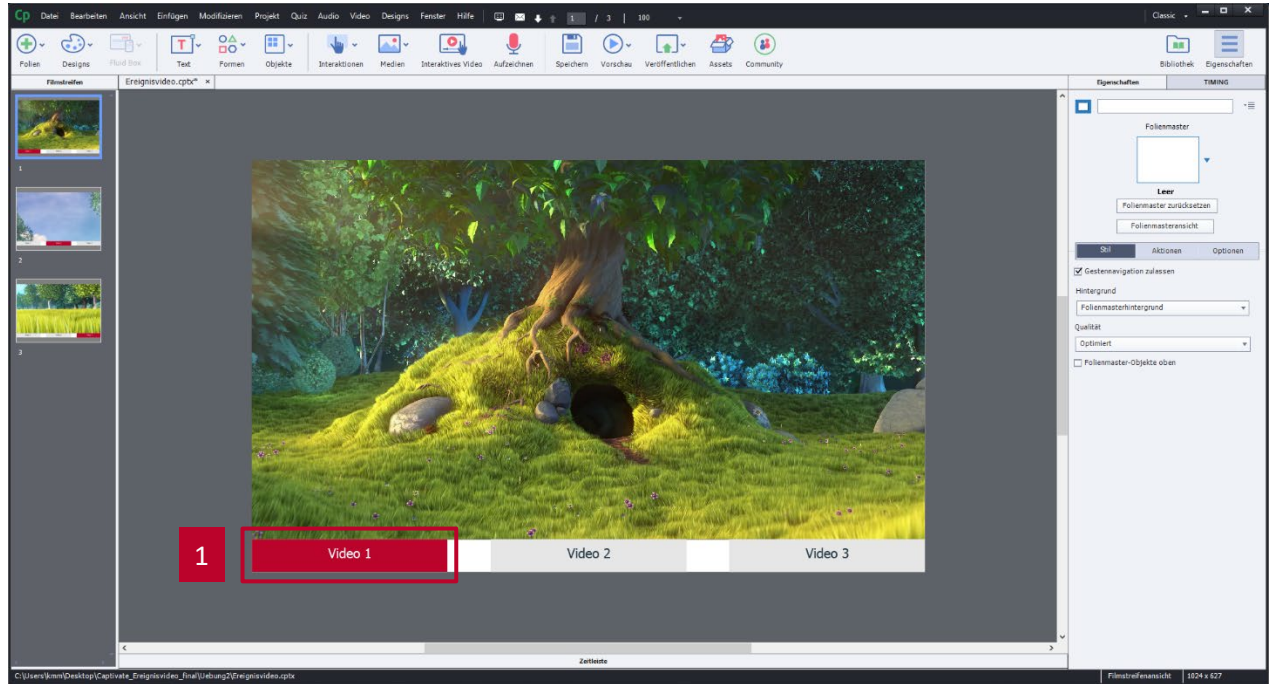 Cp Datei Bearbeiten Ansicht Einfügen Modifizieren Projekt Quiz Audio Video Designs Fenster Hilfe 1 / 3 100 Classic
Folien Designs Fluid Box Text Formen Objekte Interaktionen Medien Interaktives Video Aufzeichnen Speichern Vorschau Veröffentlichen Assets Community Bibliothek Eigenschaften
Filmstreifen Ereignisvideo.cptx* × Eigenschaften TIMING
Folienmaster
1
Leer
Folienmaster zurücksetzen
Folienmasteransicht
Stil Aktionen Optionen
2
Gestennavigation zulassen
Hintergrund
Folienmasterhintergrund
Qualität
Optimiert
3
Folienmaster-Objekte oben
1 Video 1 Video 2 Video 3
Zeitleiste
C:\Users\kmm\Desktop\Captivate_Ereignisvideo_final\Uebung2\Ereignisvideo.cptx Filmstreifenansicht 1024 x 627